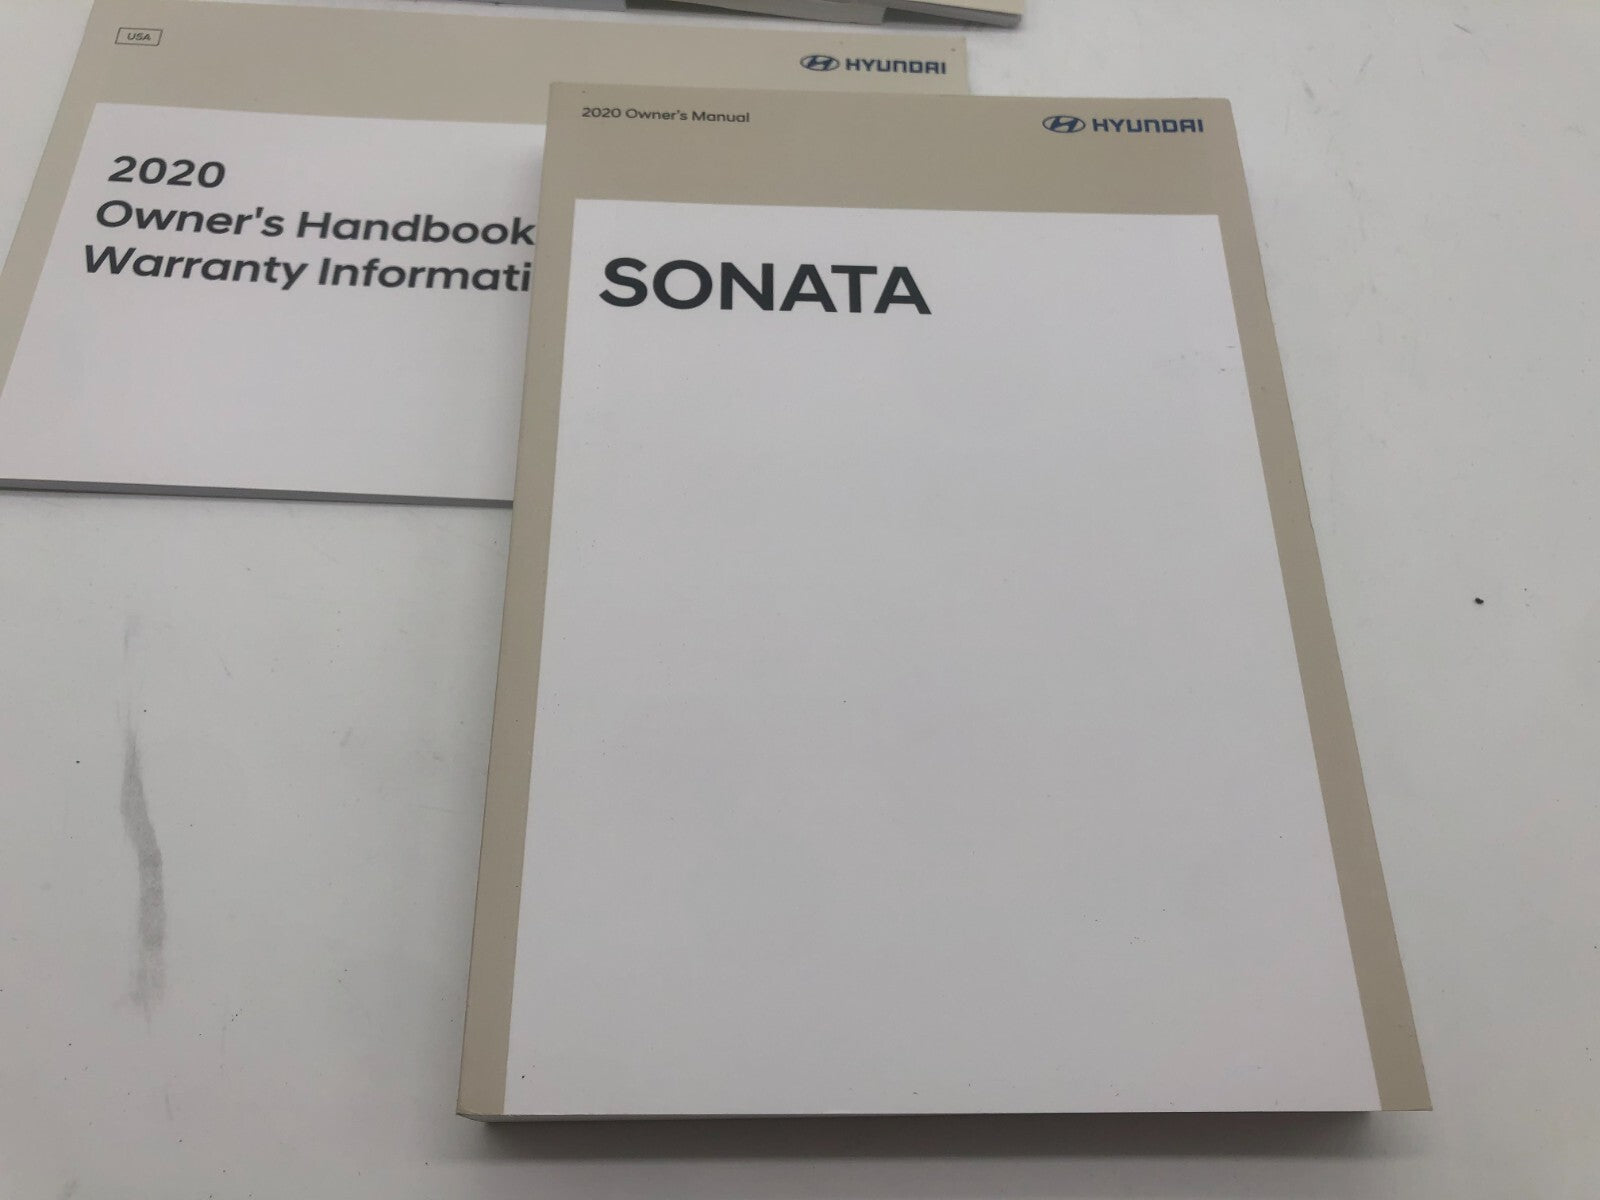 USA
HYUNDAI
2020
Owner's Handbook
Warranty Informati
2020 Owner's Manual
HYUNDAI
SONATA